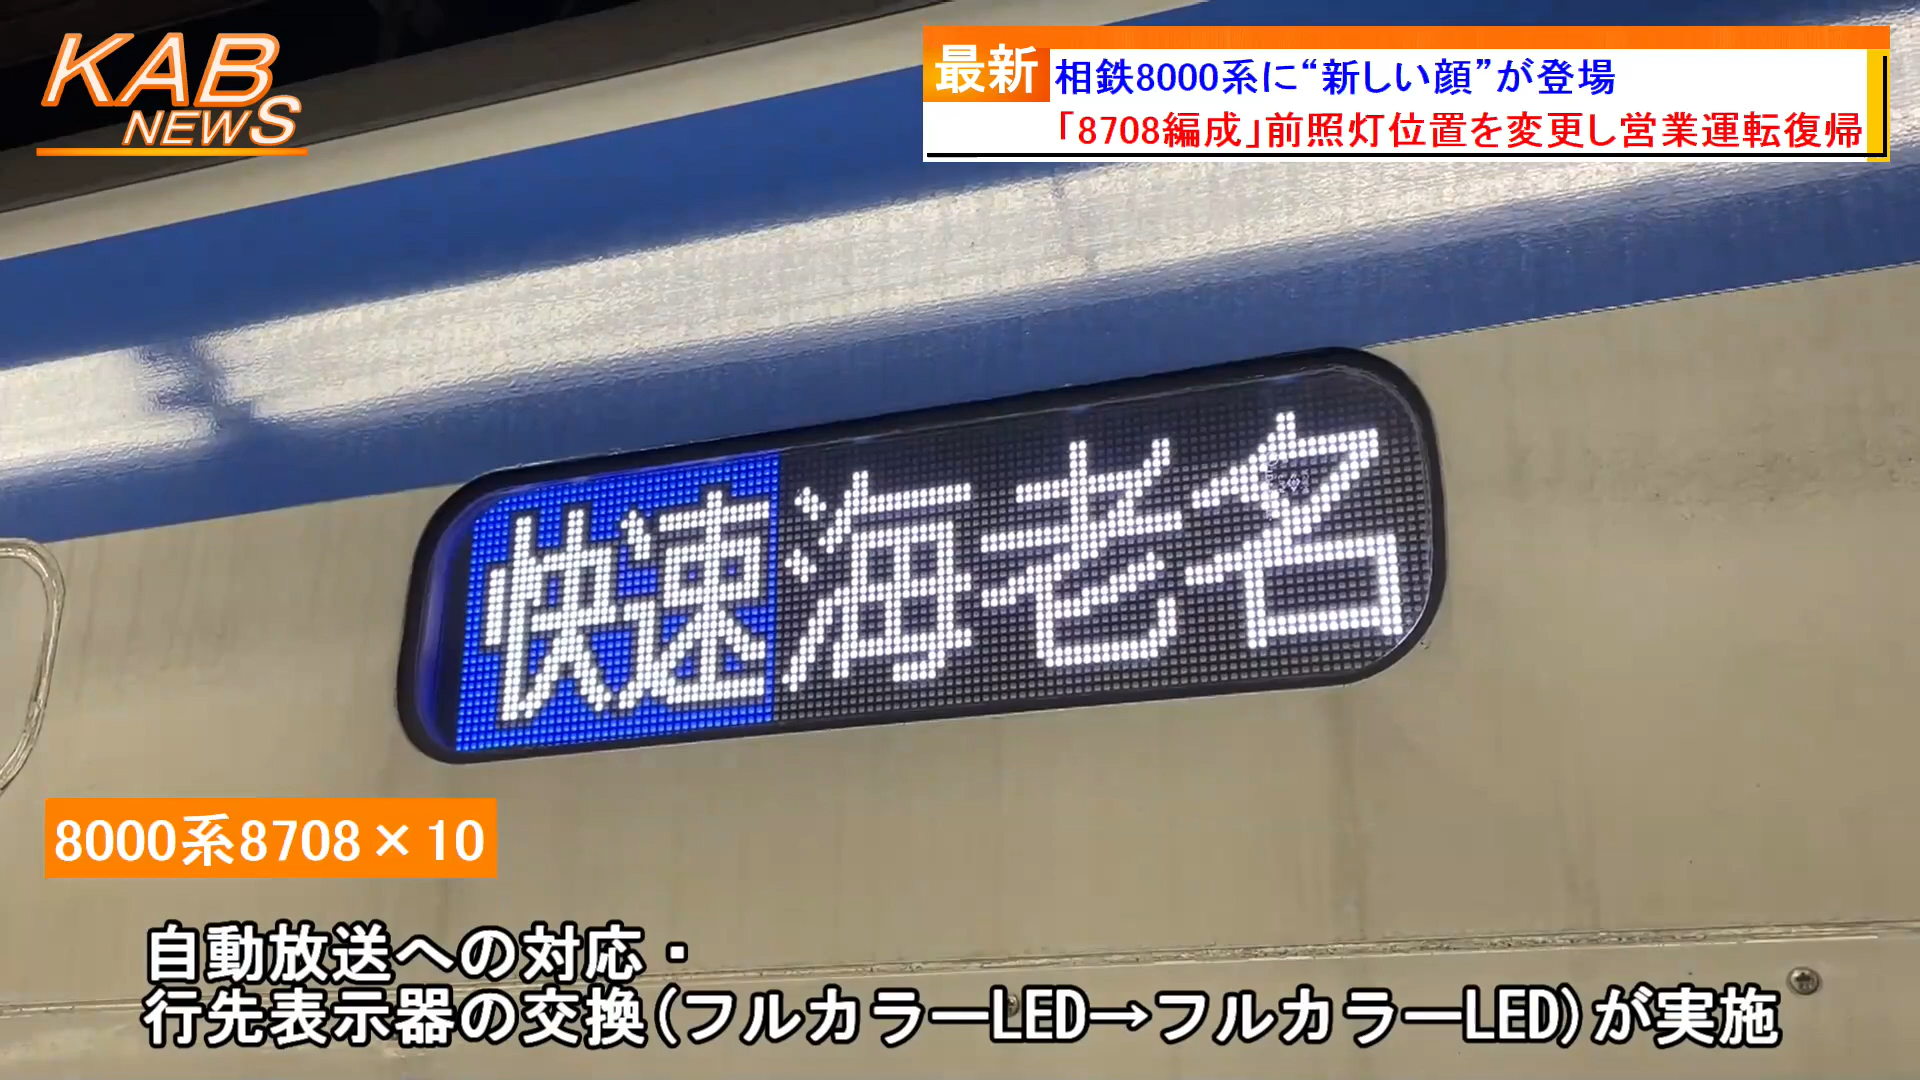 KAB
NEWS
最新
相鉄8000系に“新しい顔”が登場
「8708編成」前照灯位置を変更し営業運転復帰
快速 海老名
8000系8708×10
自動放送への対応・
行先表示器の交換(フルカラーLED→フルカラーLED)が実施